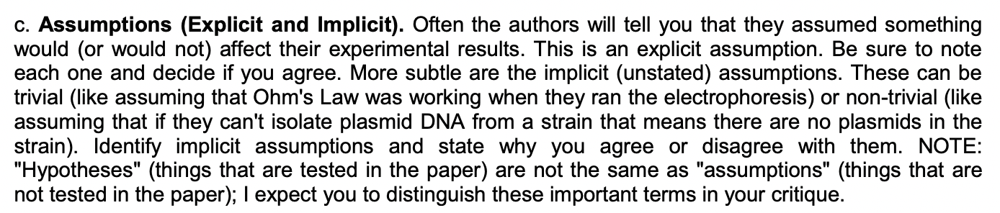 c. Assumptions (Explicit and Implicit). Often the authors will tell you that they assumed something
would (or would not) affect their experimental results. This is an explicit assumption. Be sure to note
each one and decide if you agree. More subtle are the implicit (unstated) assumptions. These can be
trivial (like assuming that Ohm's Law was working when they ran the electrophoresis) or non-trivial (like
assuming that if they can't isolate plasmid DNA from a strain that means there are no plasmids in the
strain). Identify implicit assumptions and state why you agree or disagree with them. NOTE:
"Hypotheses" (things that are tested in the paper) are not the same as "assumptions" (things that are
not tested in the paper); I expect you to distinguish these important terms in your critique.